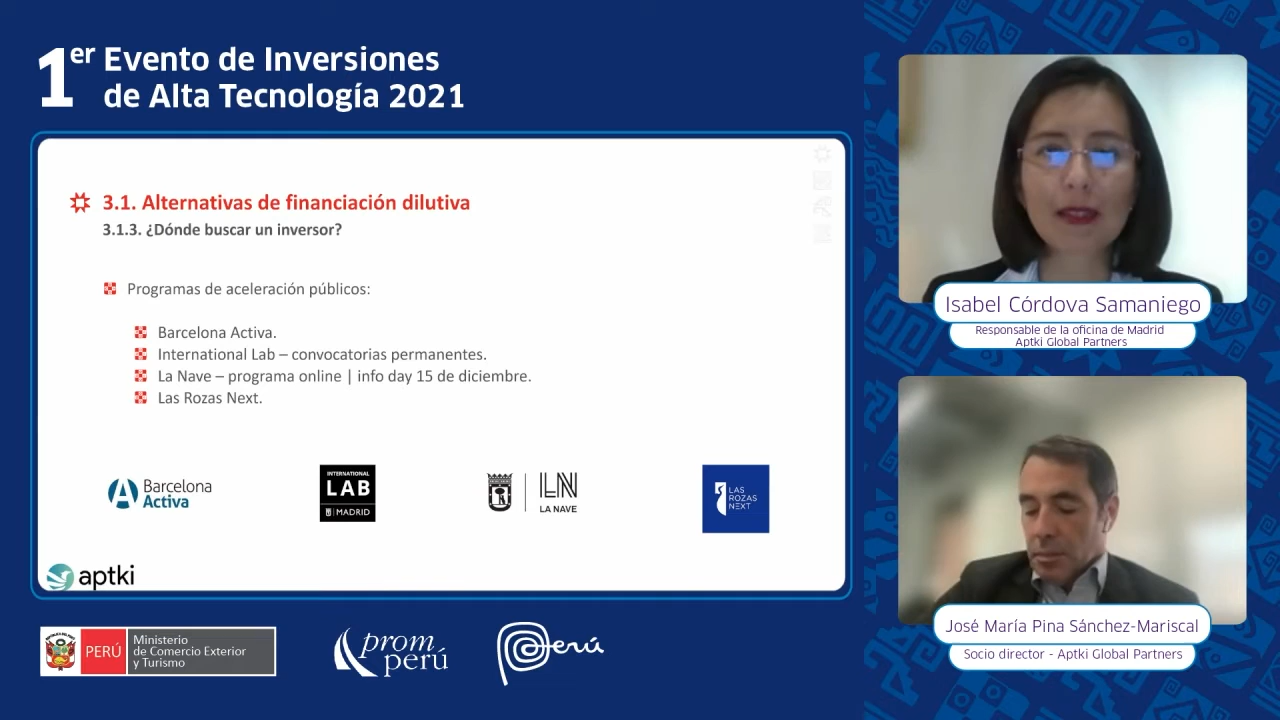 1er Evento de Inversiones
de Alta Tecnología 2021
3.1. Alternativas de financiación dilutiva
3.1.3. ¿Dónde buscar un inversor?
Programas de aceleración públicos:
Barcelona Activa.
International Lab – convocatorias permanentes.
La Nave – programa online | info day 15 de diciembre.
Las Rozas Next.
Barcelona
Activa
INTERNATIONAL
LAB
MADRID
LN
LA NAVE
LAS
ROZAS
NEXT
aptki
PERÚ
Ministerio
de Comercio Exterior
y Turismo
prom
perú
Perú
Isabel Córdova Samaniego
Responsable de la oficina de Madrid
Aptki Global Partners
José María Pina Sánchez-Mariscal
Socio director - Aptki Global Partners